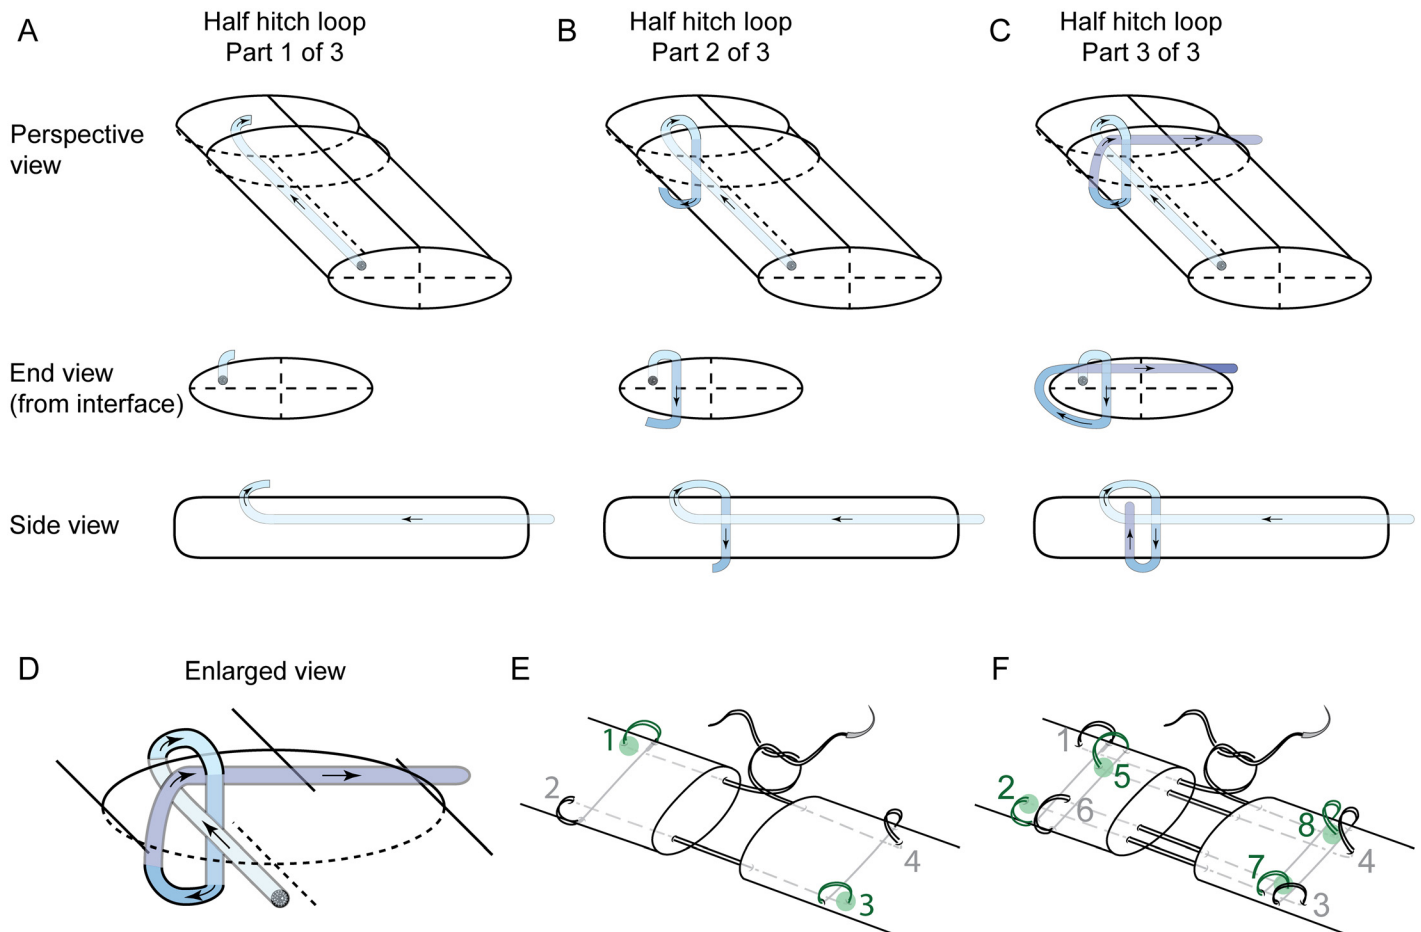 A
Half hitch loop
Part 1 of 3
B
Half hitch loop
Part 2 of 3
C
Half hitch loop
Part 3 of 3
Perspective
view
End view
(from interface)
Side view
D
Enlarged view
E
1
2
3
4
F
1
2
5
6
8
7
4
3